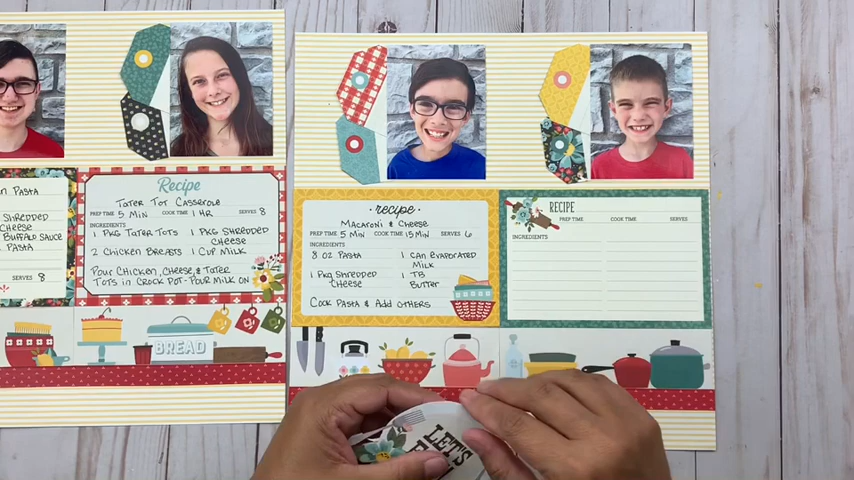 N PASTA
SHREDDED
CHEESE
BUFFALO SAUCE
PASTA
SERVES 8
Recipe
TATER TOT CASSEROLE
PREP TIME 5 MIN COOK TIME 1 HR SERVES 8
INGREDIENTS
1 PKG TATER TOTS 1 PKG SHREDDED
CHEESE
2 CHICKEN BREASTS 1 CUP MILK
POUR CHICKEN, CHEESE, & TATER
TOTS IN CROCK POT. POUR MILK ON
BREAD
recipe
MACARONI & CHEESE
PREP TIME 5 MIN COOK TIME 15 MIN SERVES 6
INGREDIENTS
8 OZ PASTA 1 CAN EVAPORATED
MILK
1 PKG SHREDDED 1 TB
CHEESE BUTTER
COOK PASTA & ADD OTHERS
RECIPE
PREP TIME COOK TIME SERVES
INGREDIENTS
LET'S